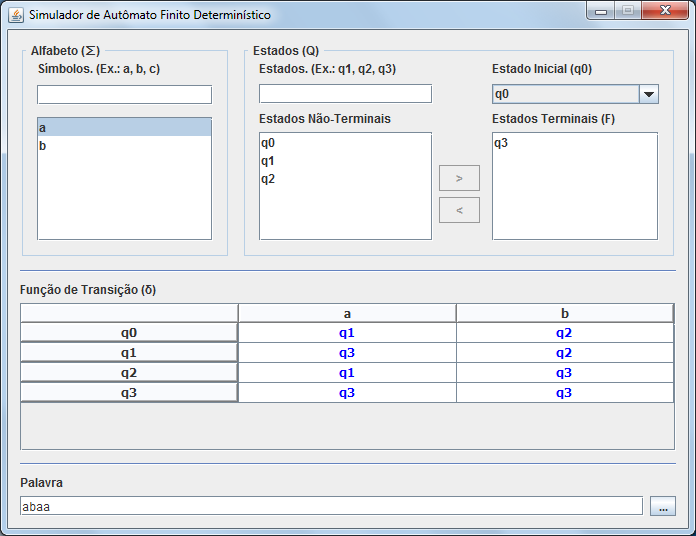 Simulador de Autômato Finito Determinístico
Alfabeto (Σ)
Símbolos. (Ex.: a, b, c)
a
b
Estados (Q)
Estados. (Ex.: q1, q2, q3)
Estado Inicial (q0)
q0
Estados Não-Terminais
q0
q1
q2
>
<
Estados Terminais (F)
q3
Função de Transição (δ)
a b
q0 q1 q2
q1 q3 q2
q2 q1 q3
q3 q3 q3
Palavra
abaa
...